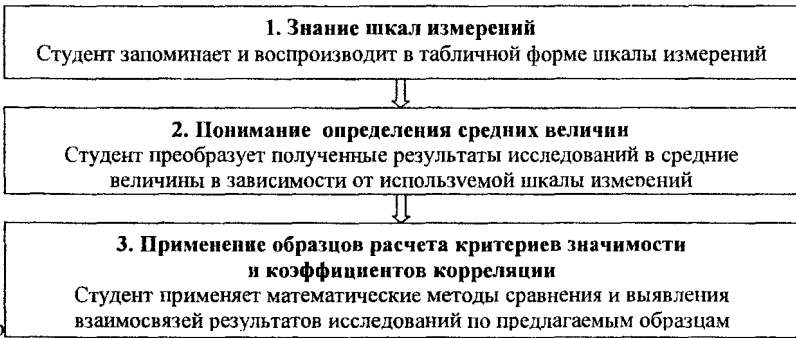 1. Знание шкал измерений
Студент запоминает и воспроизводит в табличной форме шкалы измерений
2. Понимание определения средних величин
Студент преобразует полученные результаты исследований в средние
величины в зависимости от используемой шкалы измерений
3. Применение образцов расчета критериев значимости
и коэффициентов корреляции
Студент применяет математические методы сравнения и выявления
взаимосвязей результатов исследований по предлагаемым образцам